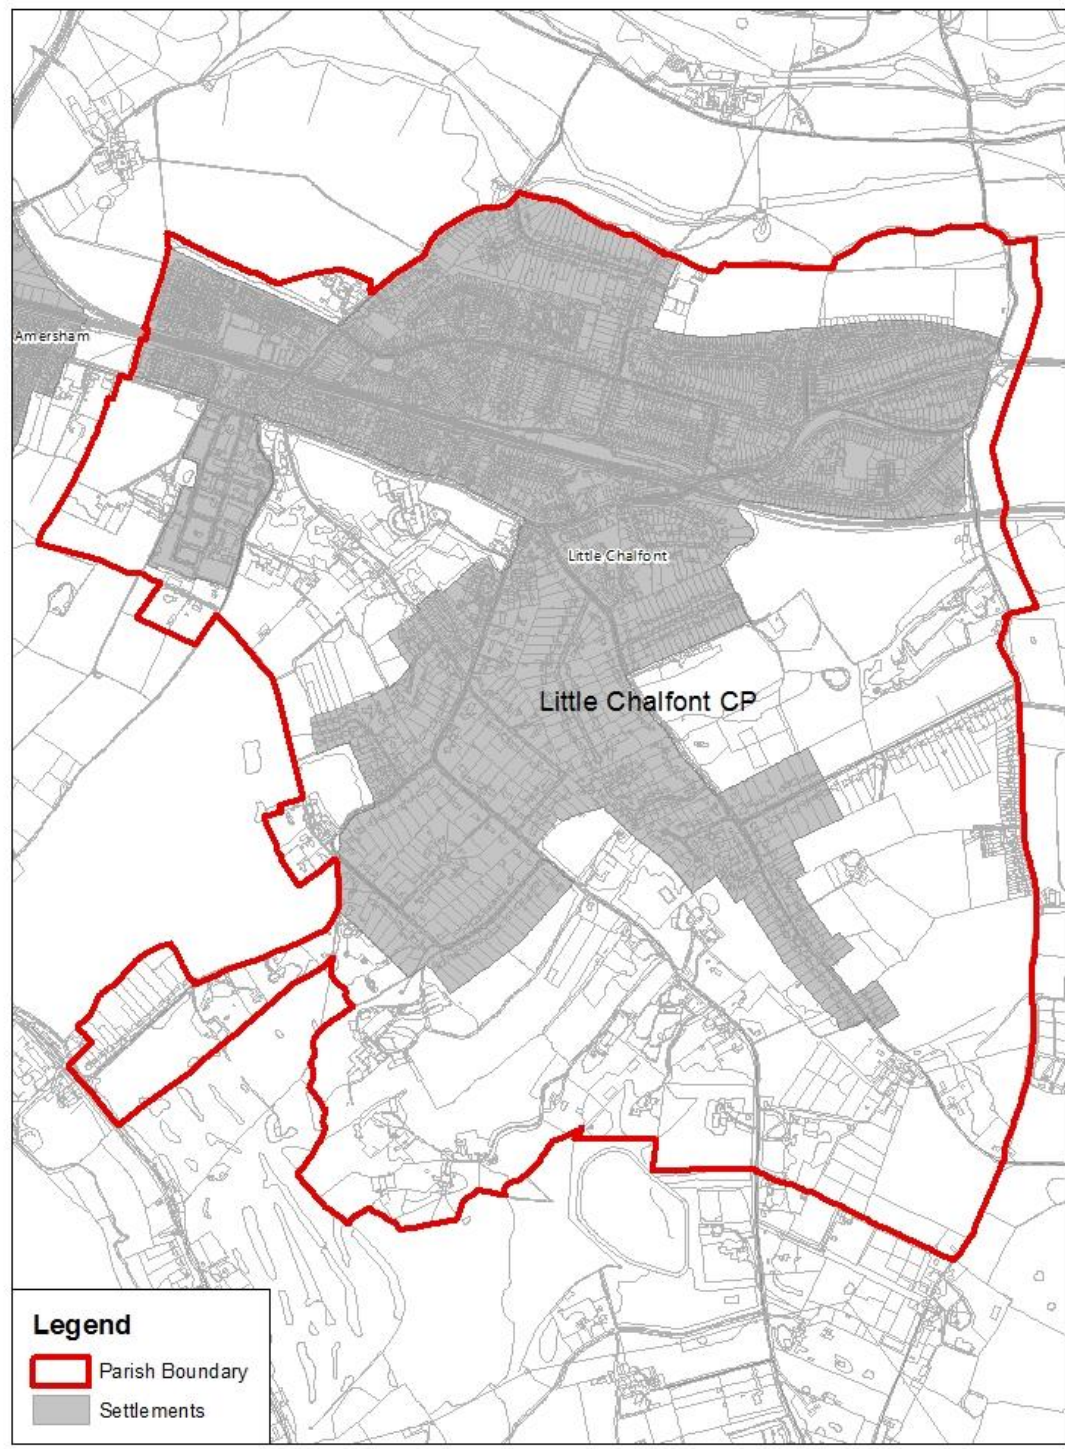 Amersham
Little Chalfont
Little Chalfont CP
Legend
Parish Boundary
Settlements